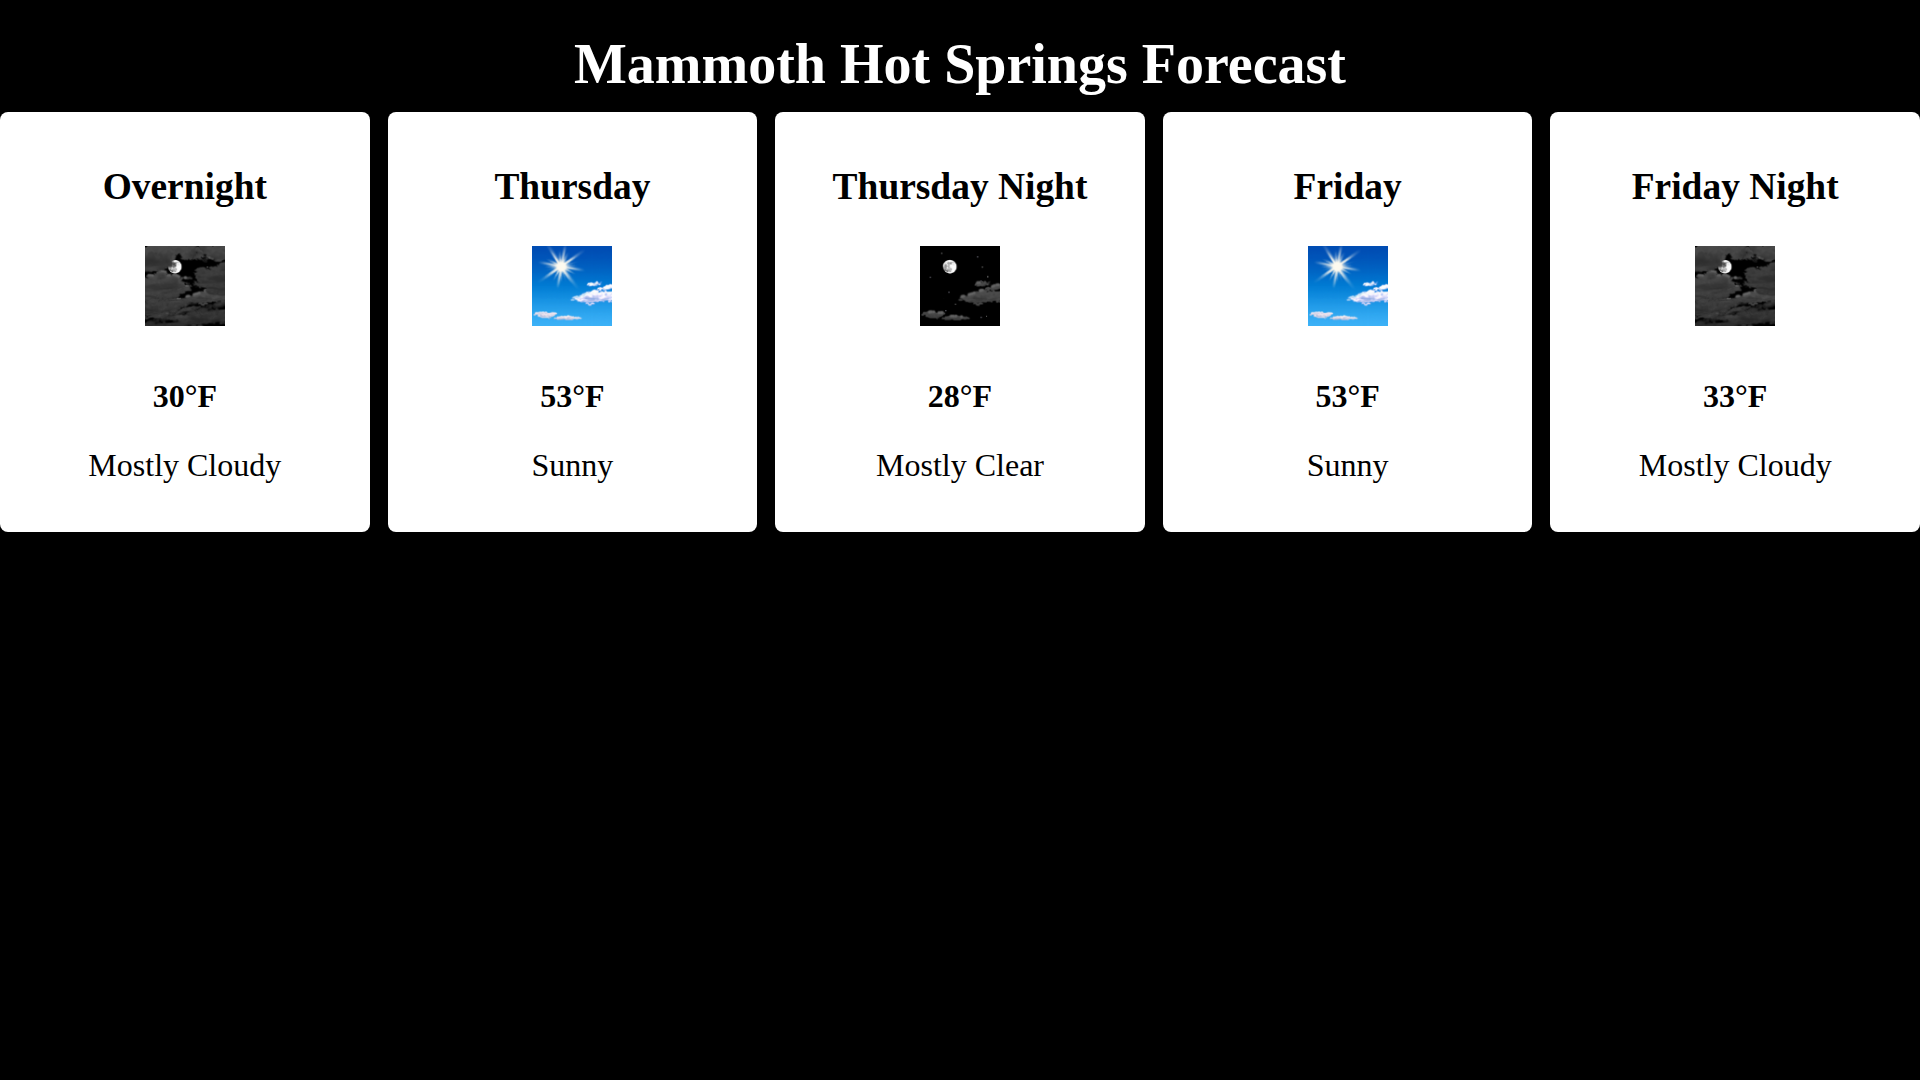 Mammoth Hot Springs Forecast
Overnight
30°F
Mostly Cloudy
Thursday
53°F
Sunny
Thursday Night
28°F
Mostly Clear
Friday
53°F
Sunny
Friday Night
33°F
Mostly Cloudy